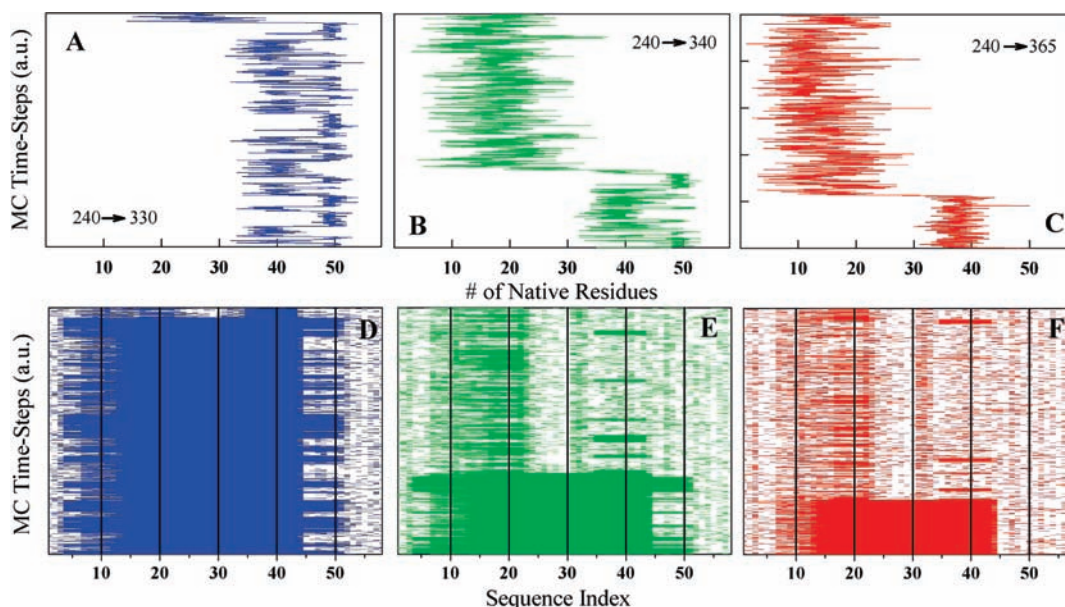 MC Time-Steps (a.u.)
A
240→330
B
240→340
C
240→365
10 20 30 40 50
10 20 30 40 50
10 20 30 40 50
# of Native Residues
MC Time-Steps (a.u.)
D
E
F
10 20 30 40 50
10 20 30 40 50
10 20 30 40 50
Sequence Index